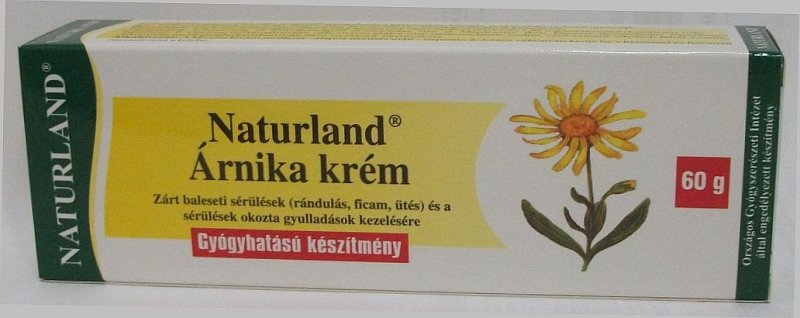 NATURLAND®
Naturland®
Árnika krém
Zárt baleseti sérülések (rándulás, ficam, ütés) és a
sérülések okozta gyulladások kezelésére
Gyógyhatású készítmény
60 g
Országos Gyógyszerészeti Intézet
által engedélyezett készítmény